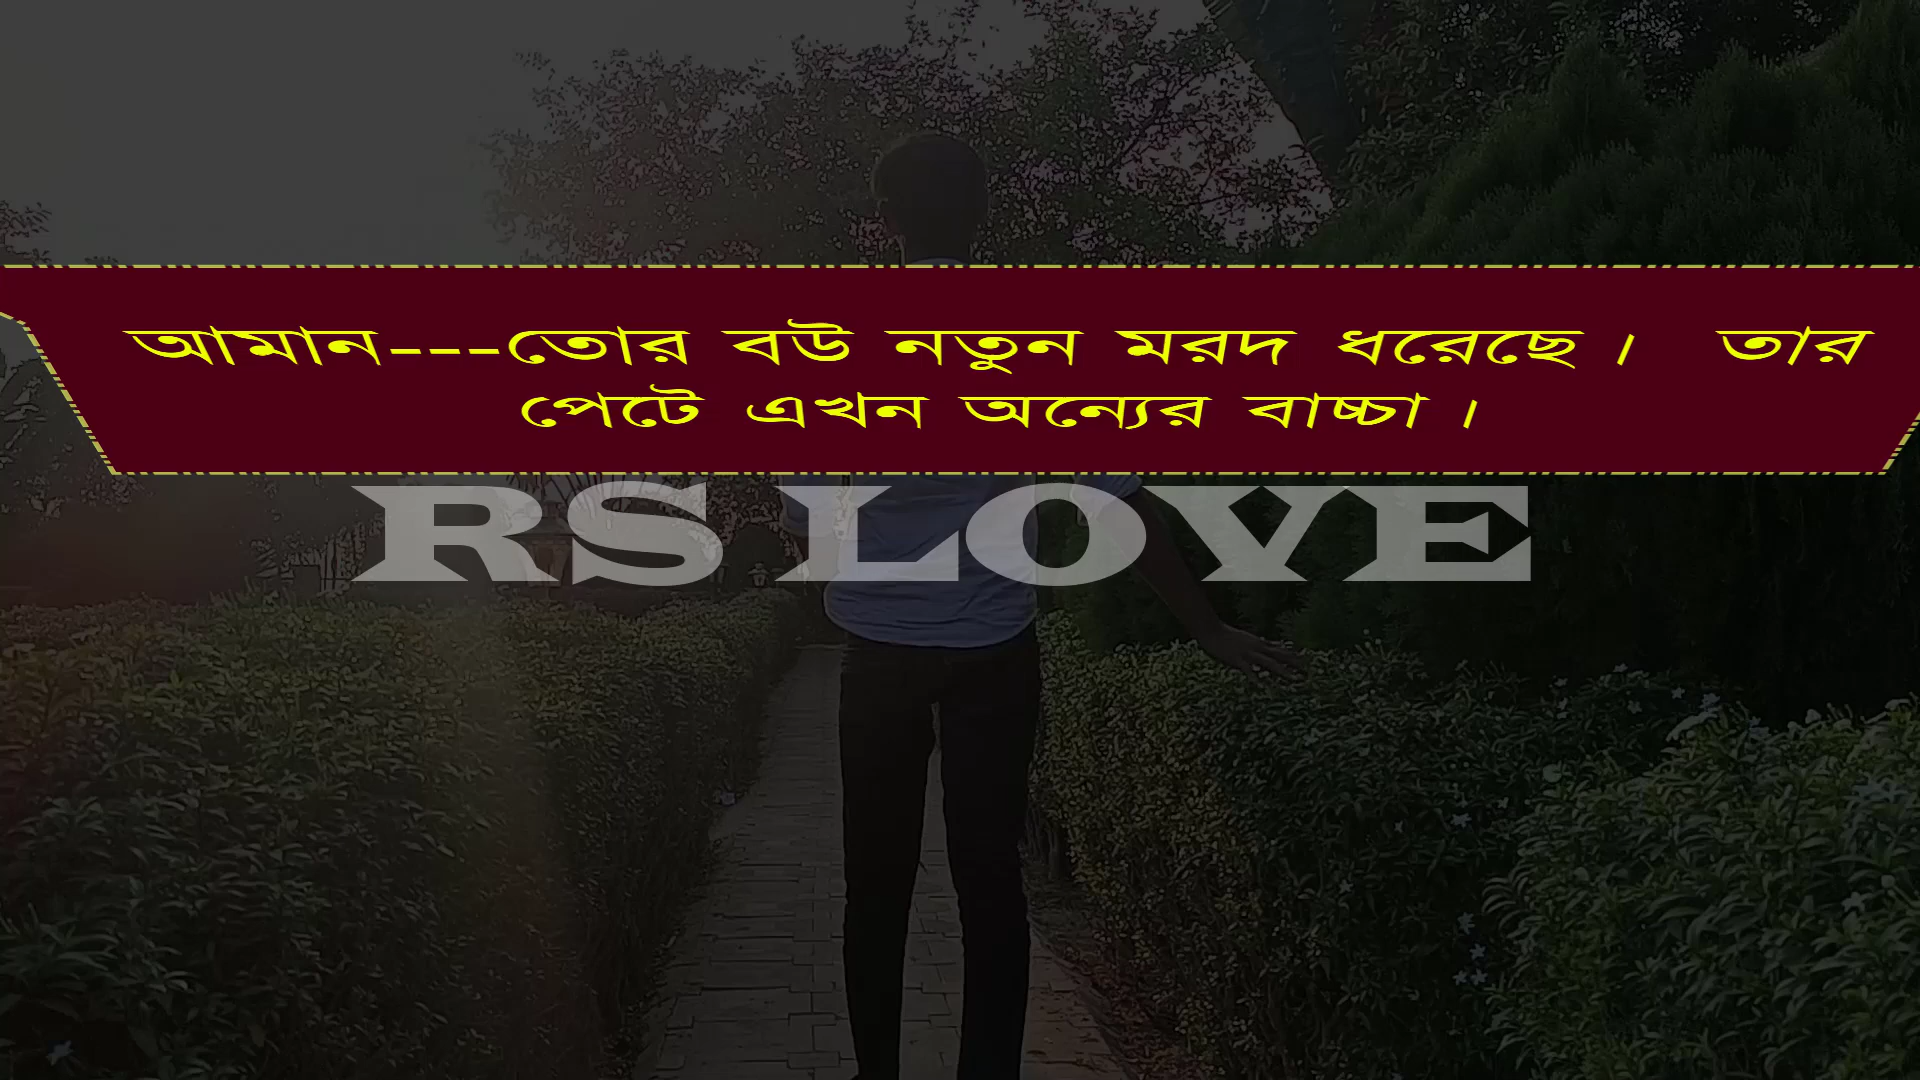 আমান---তোর বউ নতুন মরদ ধরেছে। তার
পেটে এখন অন্যের বাচ্চা।
RS LOVE